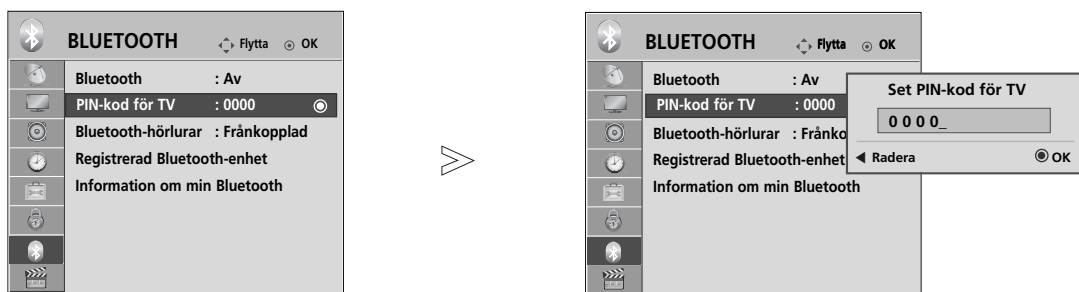 BLUETOOTH Flytta OK
Bluetooth : Av
PIN-kod för TV : 0000
Bluetooth-hörlurar : Frånkopplad
Registrerad Bluetooth-enhet
Information om min Bluetooth
BLUETOOTH Flytta OK
Bluetooth : Av
PIN-kod för TV : 0000
Bluetooth-hörlurar : Frånko
Registrerad Bluetooth-enhet
Information om min Bluetooth
Set PIN-kod för TV
0 0 0 0_
Radera OK